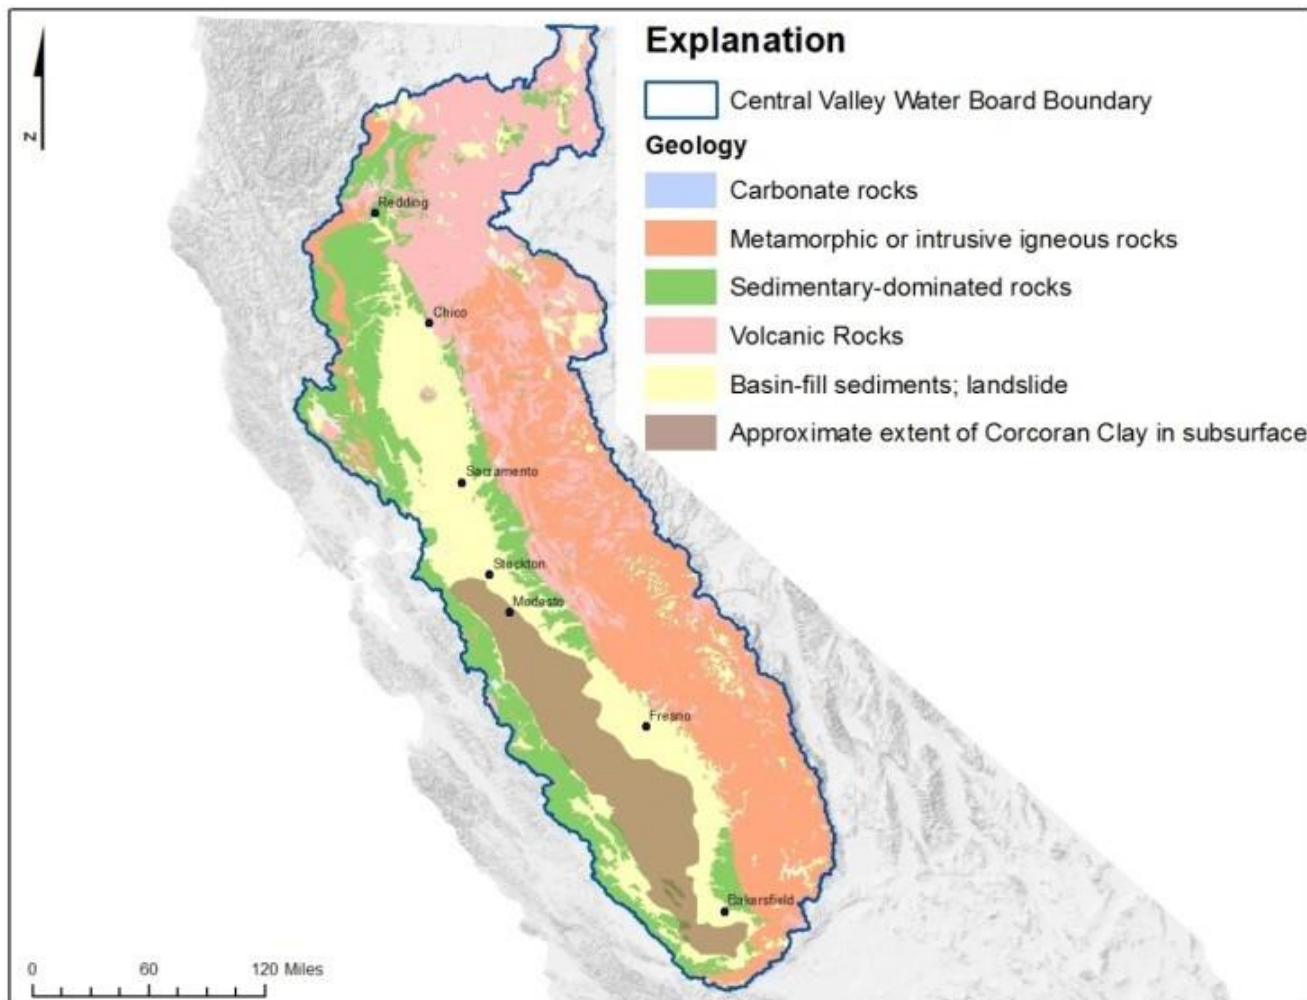 Explanation
Central Valley Water Board Boundary
Geology
Carbonate rocks
Metamorphic or intrusive igneous rocks
Sedimentary-dominated rocks
Volcanic Rocks
Basin-fill sediments; landslide
Approximate extent of Corcoran Clay in subsurface
N
Redding
Chico
Sacramento
Stockton
Modesto
Fresno
Bakersfield
0 60 120 Miles